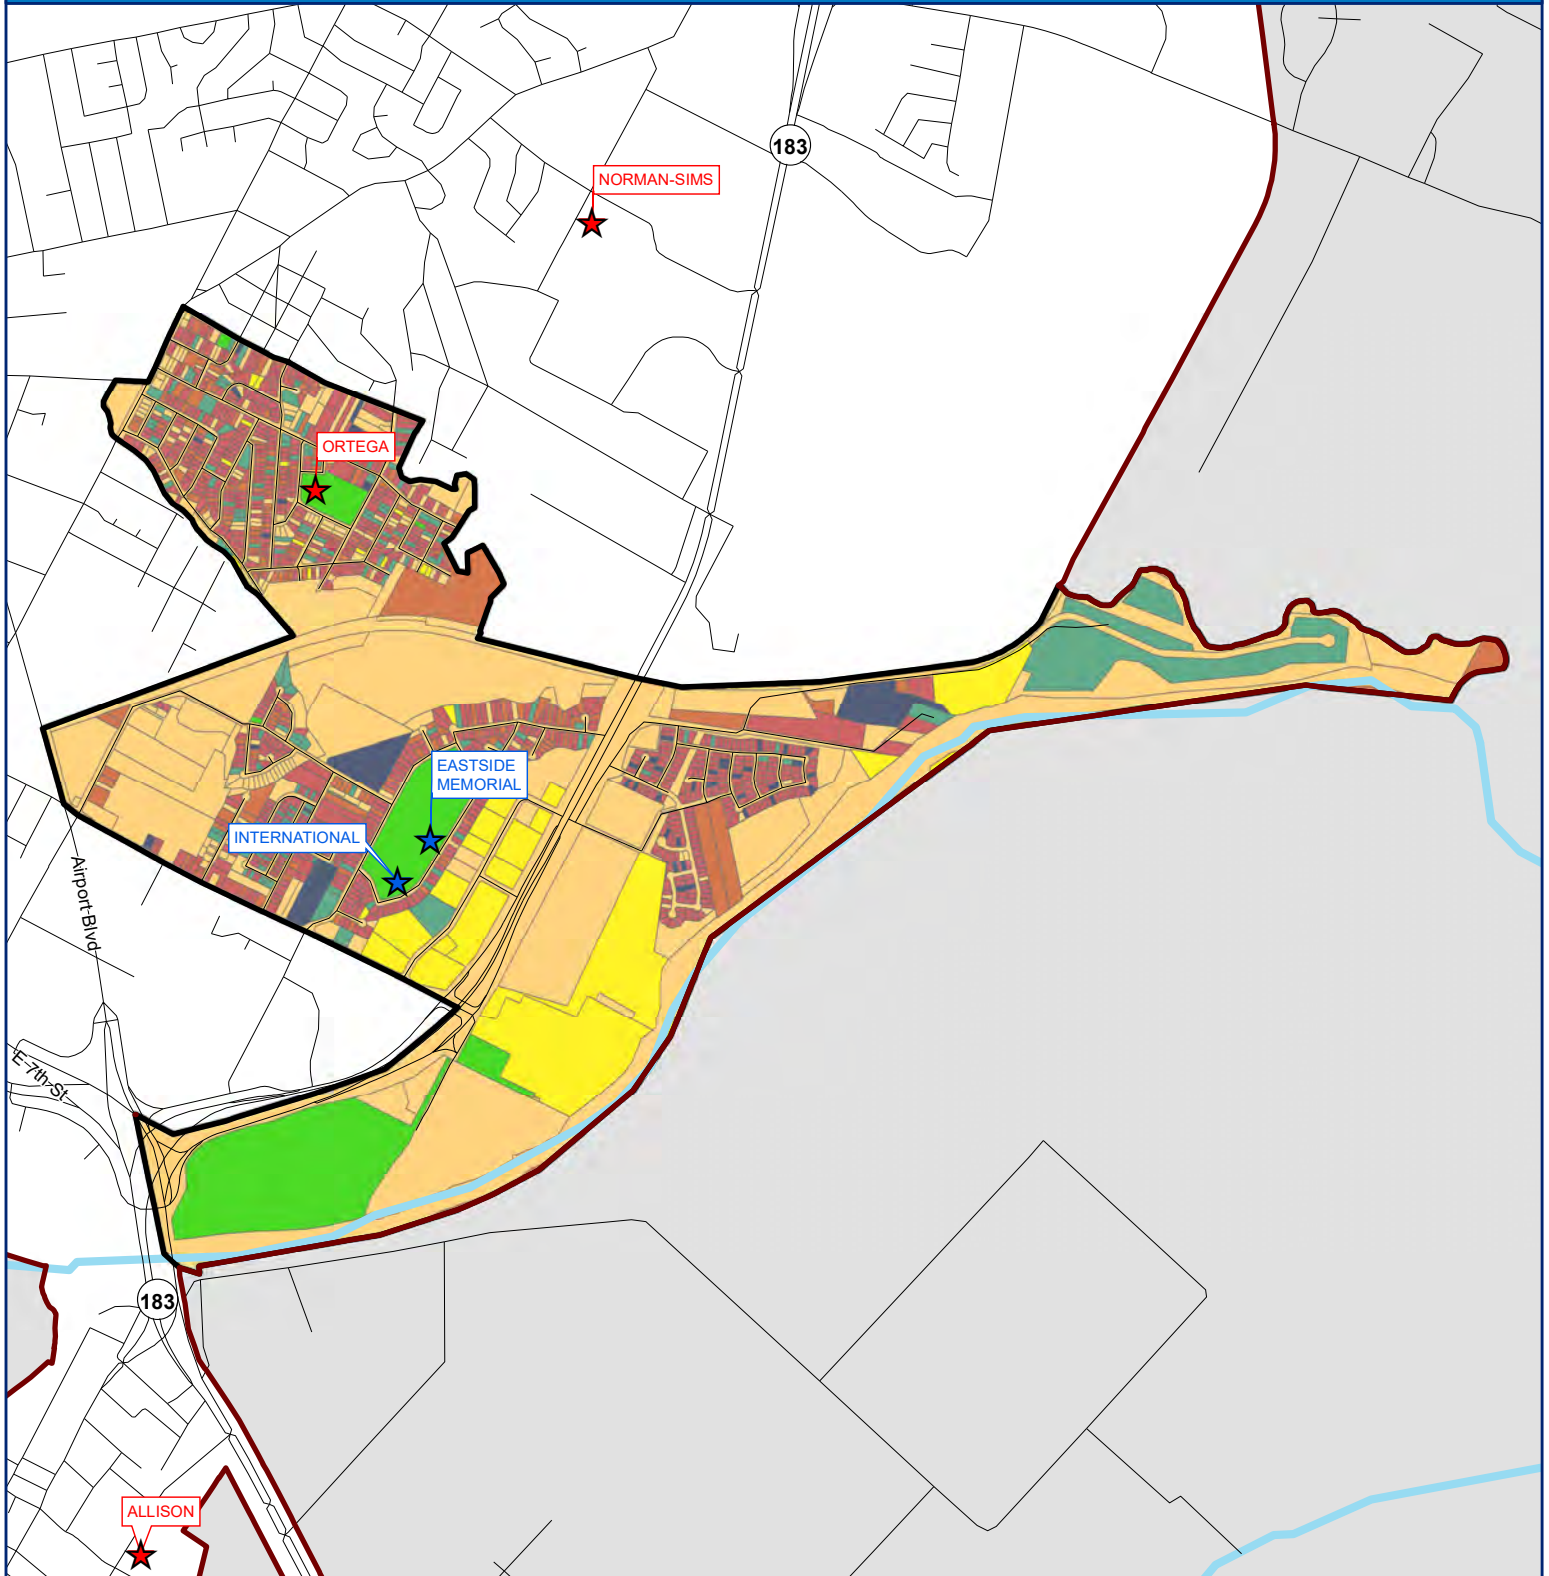 183
NORMAN-SIMS
ORTEGA
EASTSIDE
MEMORIAL
INTERNATIONAL
Airport Blvd
E 7th St
183
ALLISON